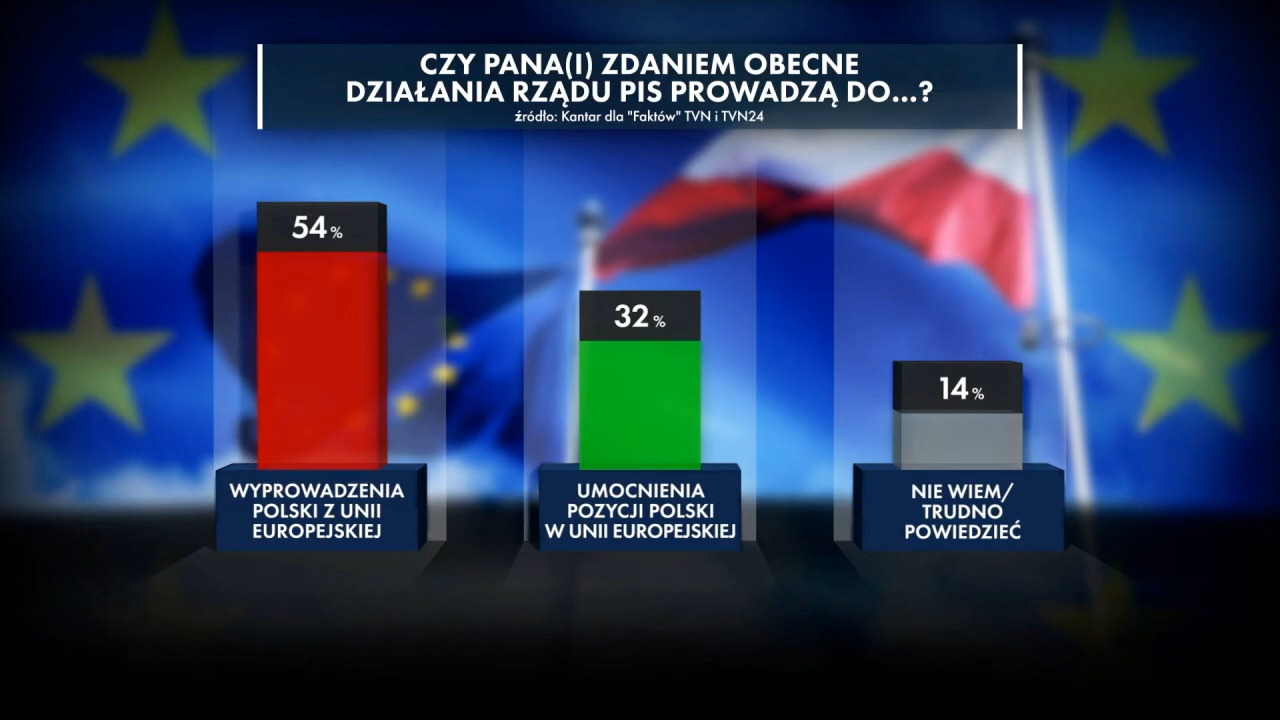 CZY PANA(I) ZDANIEM OBECNE
DZIAŁANIA RZĄDU PIS PROWADZĄ DO...?
źródło: Kantar dla "Faktów" TVN i TVN24
54%
32%
14%
WYPROWADZENIA
POLSKI Z UNII
EUROPEJSKIEJ
UMOCNIENIA
POZYCJI POLSKI
W UNII EUROPEJSKIEJ
NIE WIEM/
TRUDNO
POWIEDZIEĆ